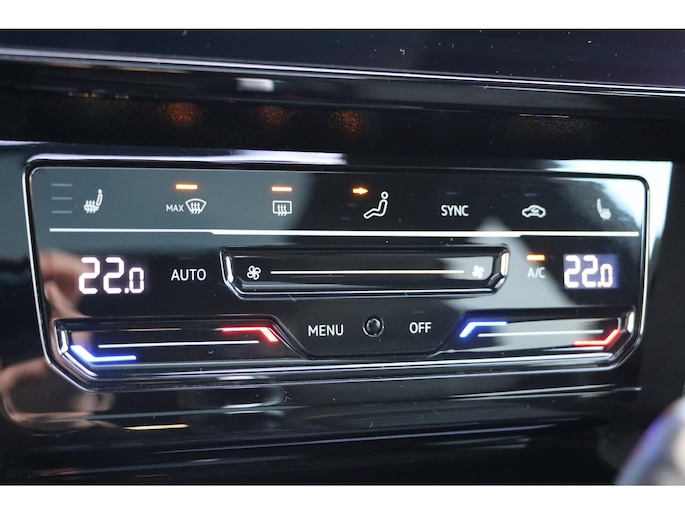 MAX SYNC
22.0 AUTO A/C 22.0
MENU OFF